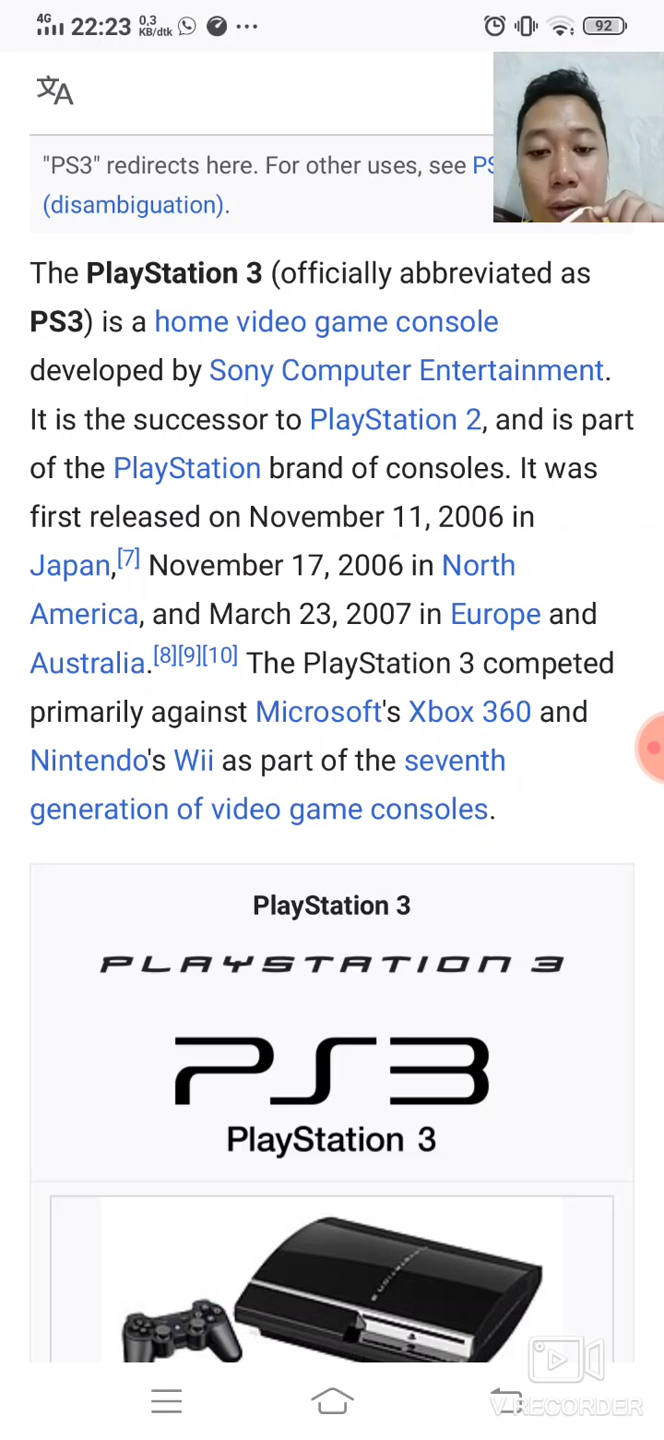 4G 22:23 0,3 KB/dtk ... 92
文A
"PS3" redirects here. For other uses, see PS
(disambiguation).
The PlayStation 3 (officially abbreviated as
PS3) is a home video game console
developed by Sony Computer Entertainment.
It is the successor to PlayStation 2, and is part
of the PlayStation brand of consoles. It was
first released on November 11, 2006 in
Japan,[7] November 17, 2006 in North
America, and March 23, 2007 in Europe and
Australia.[8][9][10] The PlayStation 3 competed
primarily against Microsoft's Xbox 360 and
Nintendo's Wii as part of the seventh
generation of video game consoles.
PlayStation 3
PLAYSTATION 3
PS3
PlayStation 3
PLAYSTATION 3
V RECORDER